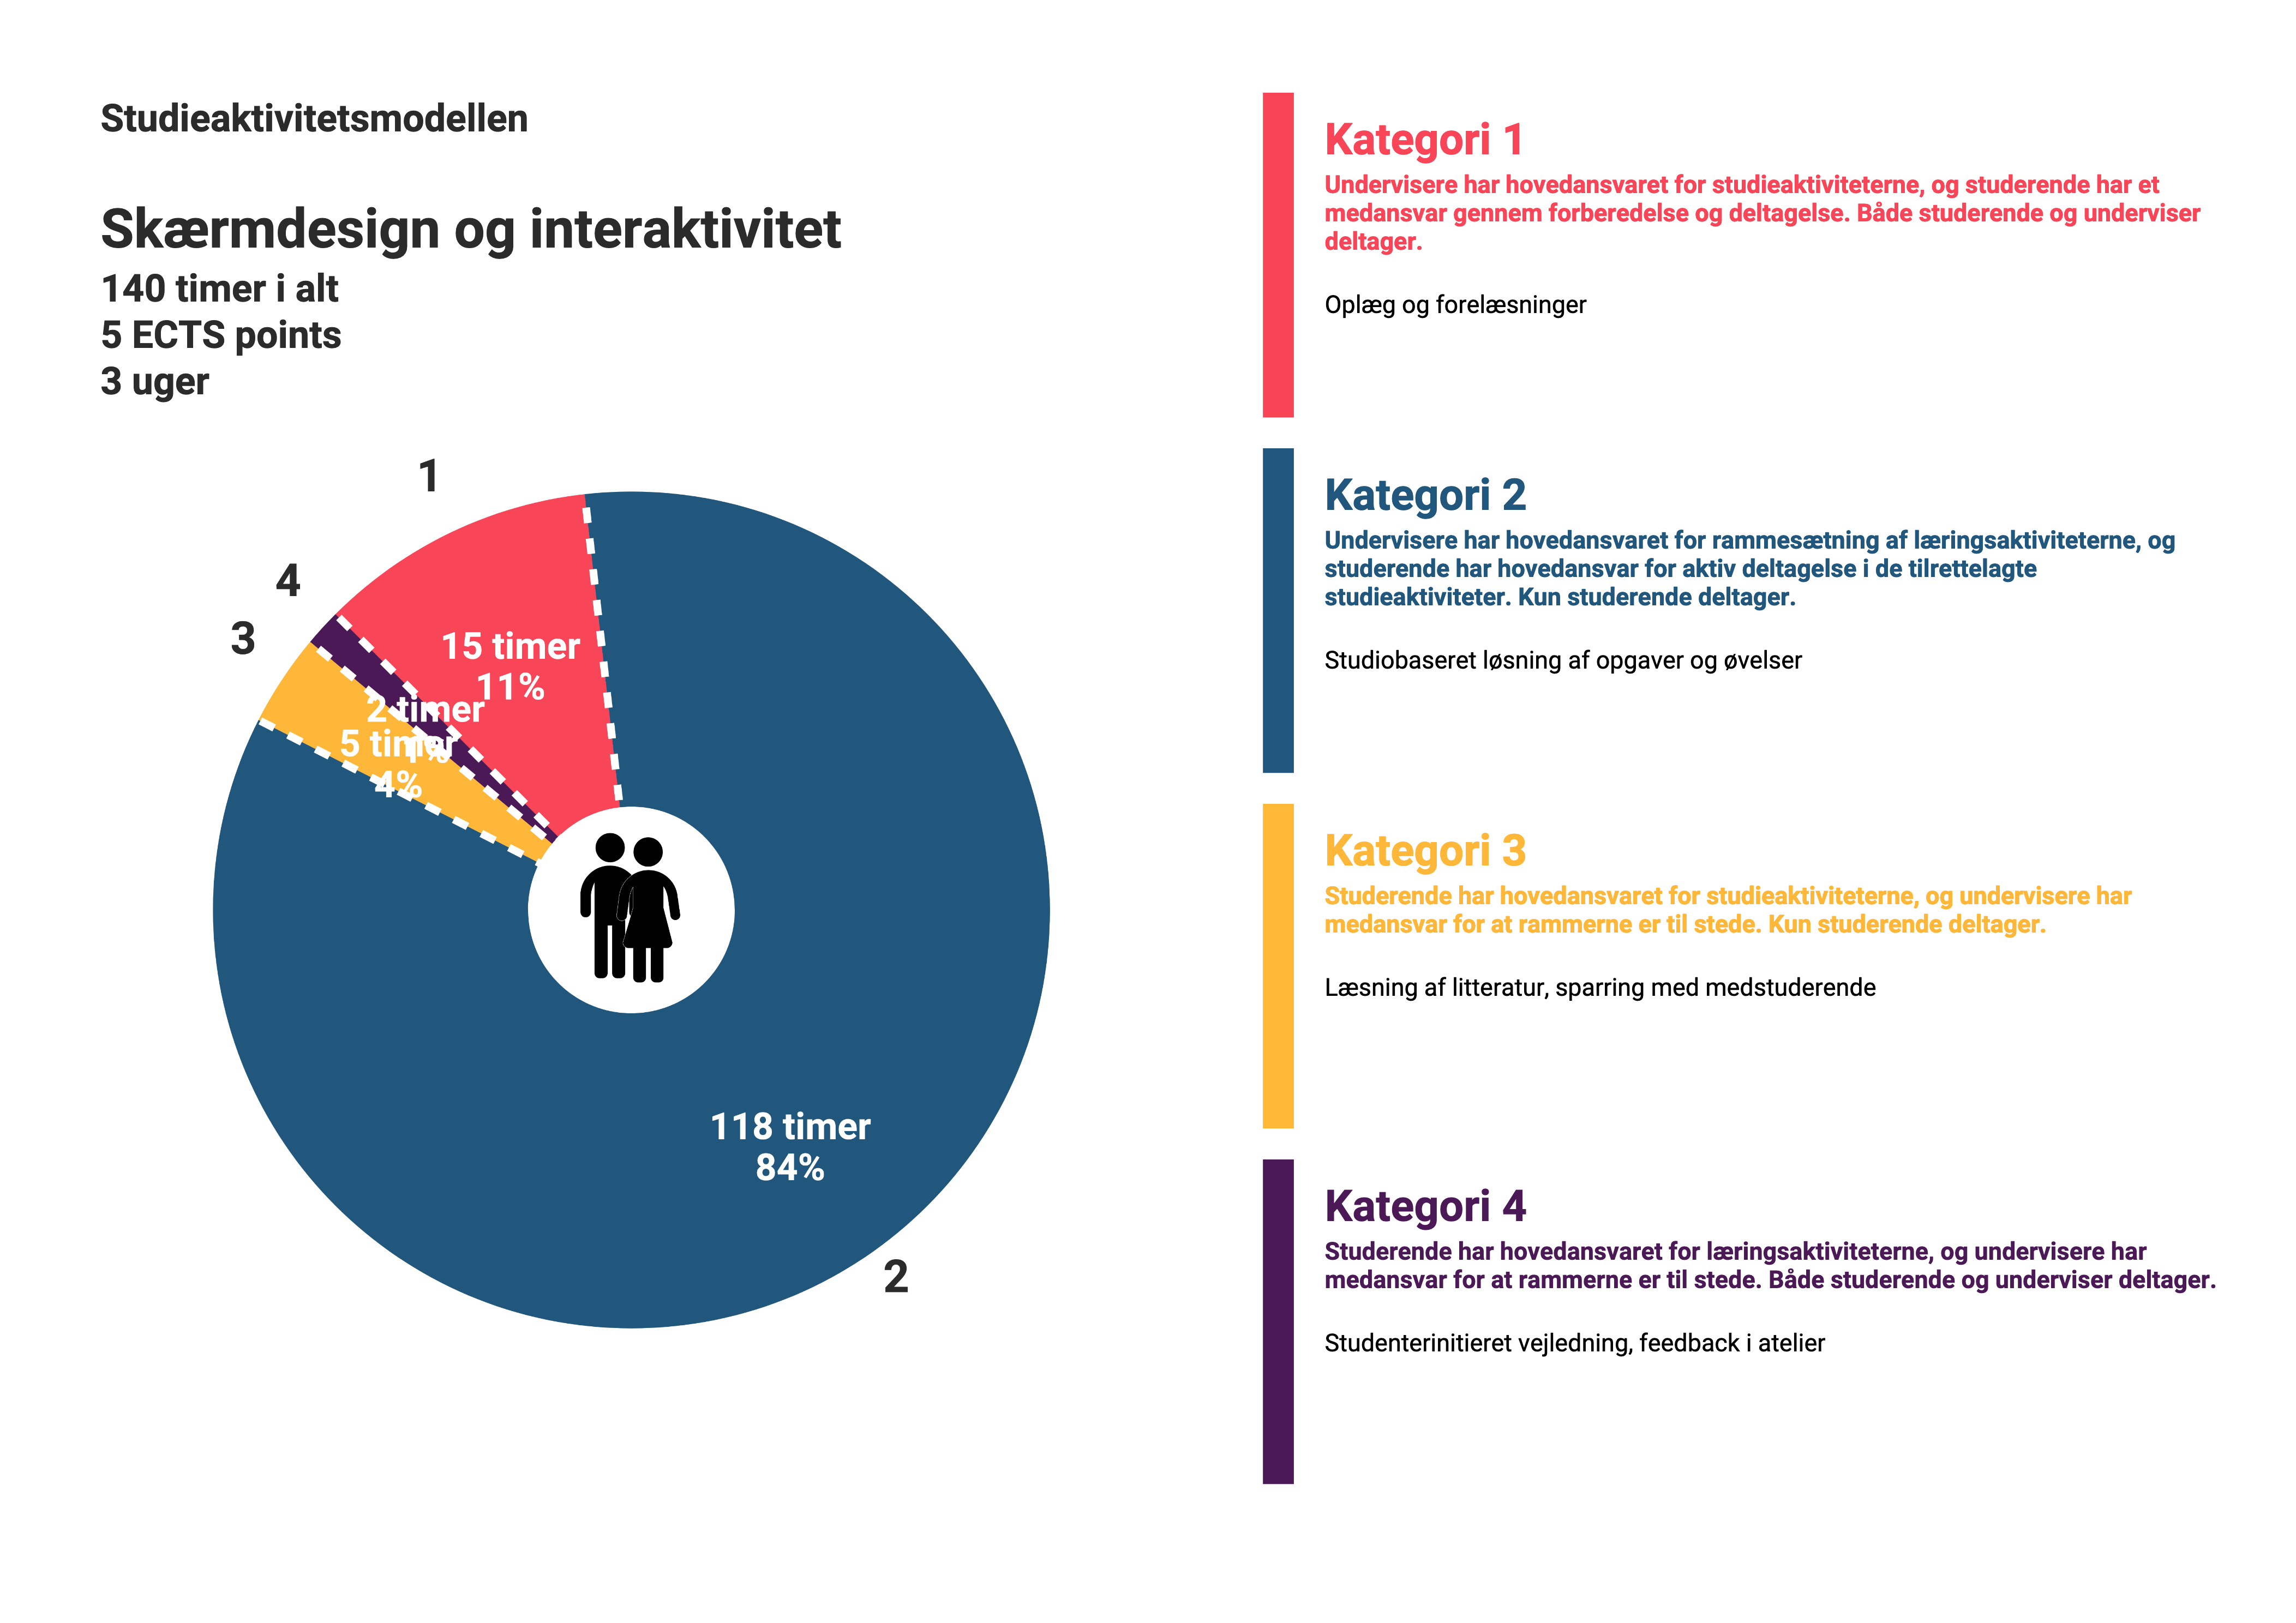 Studieaktivitetsmodellen
Skærmdesign og interaktivitet
140 timer i alt
5 ECTS points
3 uger
1
4
3
15 timer
11%
2 timer
1%
5 timer
4%
118 timer
84%
2
Kategori 1
Undervisere har hovedansvaret for studieaktiviteterne, og studerende har et
medansvar gennem forberedelse og deltagelse. Både studerende og underviser
deltager.
Oplæg og forelæsninger
Kategori 2
Undervisere har hovedansvaret for rammesætning af læringsaktiviteterne, og
studerende har hovedansvar for aktiv deltagelse i de tilrettelagte
studieaktiviteter. Kun studerende deltager.
Studiobaseret løsning af opgaver og øvelser
Kategori 3
Studerende har hovedansvaret for studieaktiviteterne, og undervisere har
medansvar for at rammerne er til stede. Kun studerende deltager.
Læsning af litteratur, sparring med medstuderende
Kategori 4
Studerende har hovedansvaret for læringsaktiviteterne, og undervisere har
medansvar for at rammerne er til stede. Både studerende og underviser deltager.
Studenterinitieret vejledning, feedback i atelier